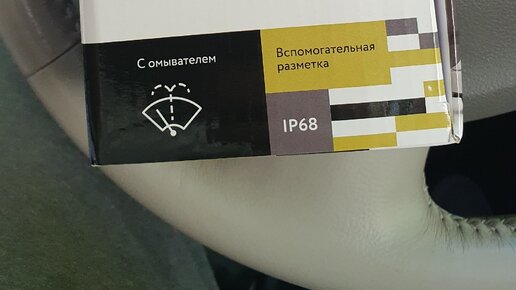 С омывателем
Вспомогательная
разметка
IP68